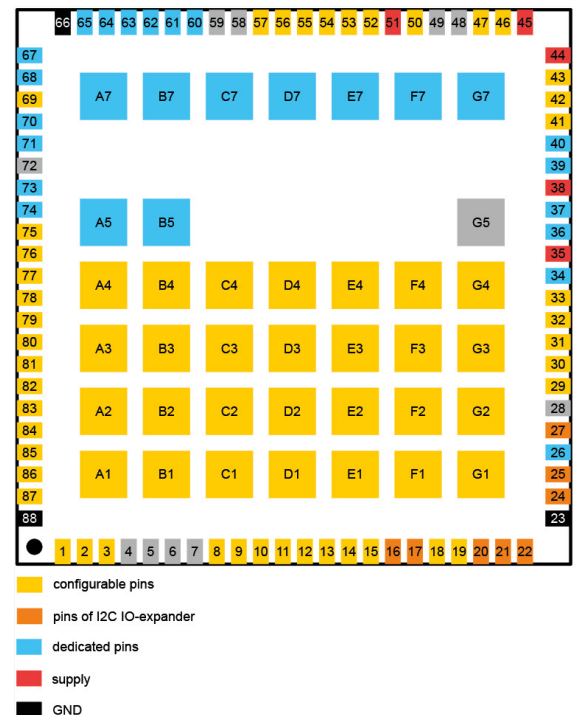 66 65 64 63 62 61 60 59 58 57 56 55 54 53 52 51 50 49 48 47 46 45
67 44
68 A7 B7 C7 D7 E7 F7 G7 43
69 42
70 41
71 40
72 39
73 38
74 A5 B5 G5 37
75 36
76 35
77 A4 B4 C4 D4 E4 F4 G4 34
78 33
79 32
80 A3 B3 C3 D3 E3 F3 G3 31
81 30
82 29
83 A2 B2 C2 D2 E2 F2 G2 28
84 27
85 26
86 A1 B1 C1 D1 E1 F1 G1 25
87 24
88 23
1 2 3 4 5 6 7 8 9 10 11 12 13 14 15 16 17 18 19 20 21 22
configurable pins
pins of I2C IO-expander
dedicated pins
supply
GND